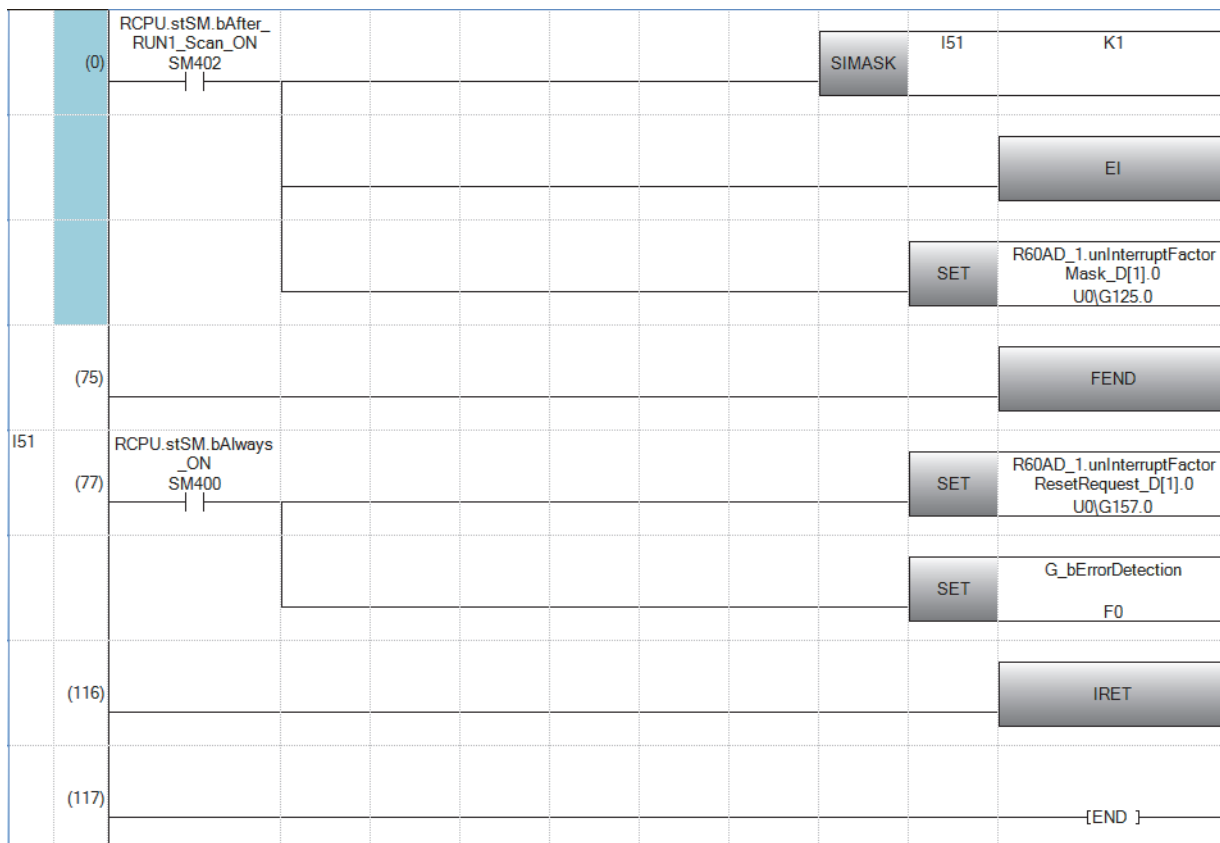 RCPU.stSM.bAfter_
RUN1_Scan_ON
(0) SM402
SIMASK I51 K1
EI
SET R60AD_1.unInterruptFactor
Mask_D[1].0
U0\G125.0
(75) FEND
I51
RCPU.stSM.bAlways
_ON
(77) SM400
SET R60AD_1.unInterruptFactor
ResetRequest_D[1].0
U0\G157.0
SET G_bErrorDetection
F0
(116) IRET
(117) [END ]